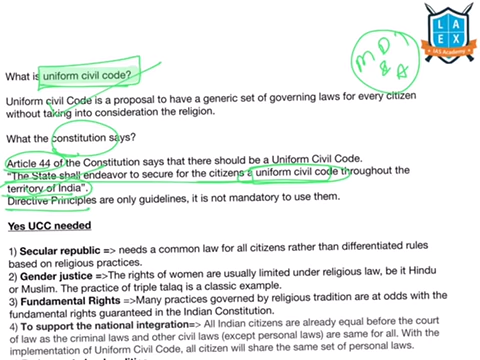 LA
EX
IAS Academy
What is uniform civil code?
Uniform Civil Code is a proposal to have a generic set of governing laws for every citizen
without taking into consideration the religion.
What the constitution says?
Article 44 of the Constitution says that there should be a Uniform Civil Code.
"The State shall endeavor to secure for the citizens a uniform civil code throughout the
territory of India".
Directive Principles are only guidelines, it is not mandatory to use them.
Yes UCC needed
1) Secular republic => needs a common law for all citizens rather than differentiated rules
based on religious practices.
2) Gender justice =>The rights of women are usually limited under religious law, be it Hindu
or Muslim. The practice of triple talaq is a classic example.
3) Fundamental Rights => Many practices governed by religious tradition are at odds with the
fundamental rights guaranteed in the Indian Constitution.
4) To support the national integration=> All Indian citizens are already equal before the court
of law as the criminal laws and other civil laws (except personal laws) are same for all. With the
implementation of Uniform Civil Code, all citizen will share the same set of personal laws.